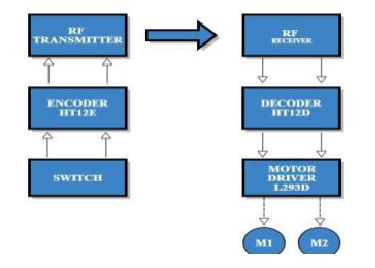 RF
TRANSMITTER
RF
RECEIVER
ENCODER
HT12E
DECODER
HT12D
SWITCH
MOTOR
DRIVER
L293D
M1
M2